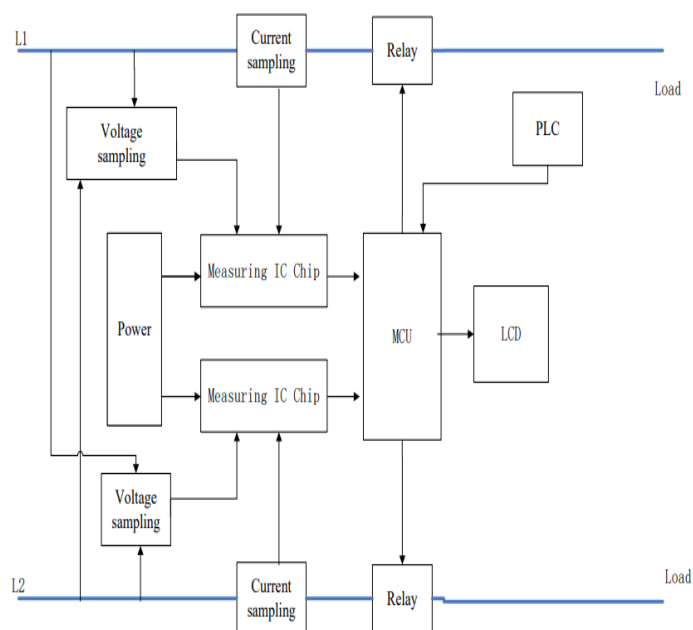 L1
Current
sampling
Relay
Load
Voltage
sampling
PLC
Measuring IC Chip
Power
MCU
LCD
Measuring IC Chip
Voltage
sampling
L2
Current
sampling
Relay
Load